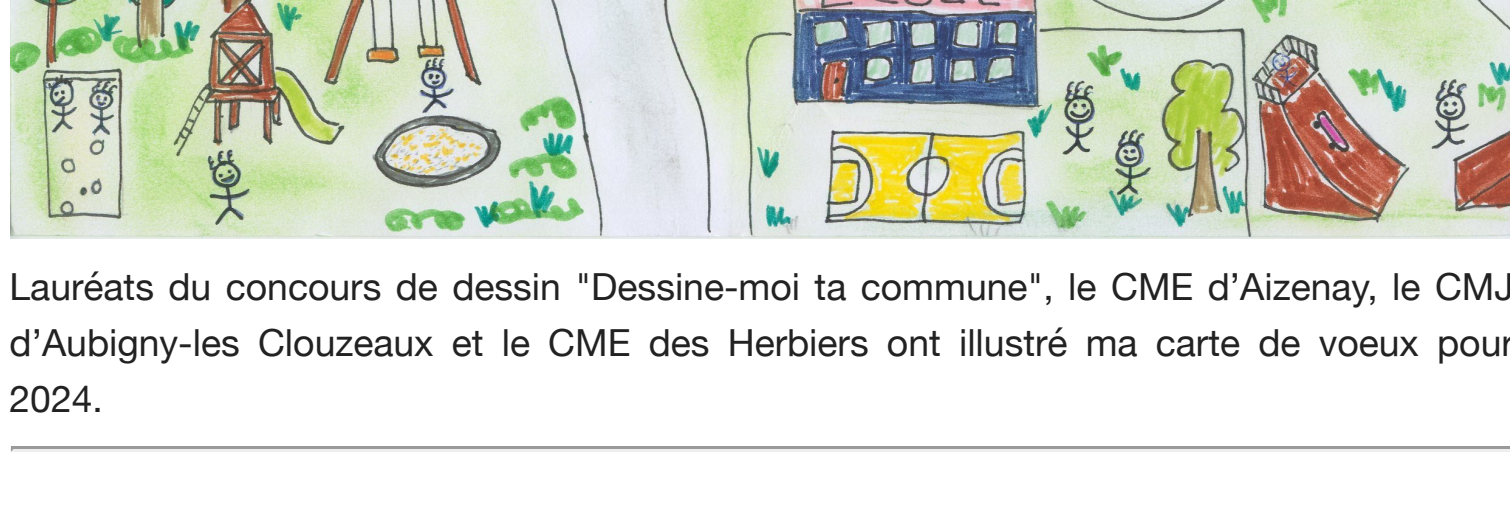 Lauréats du concours de dessin "Dessine-moi ta commune", le CME d’Aizenay, le CMJ
d’Aubigny-les Clouzeaux et le CME des Herbiers ont illustré ma carte de voeux pour
2024.